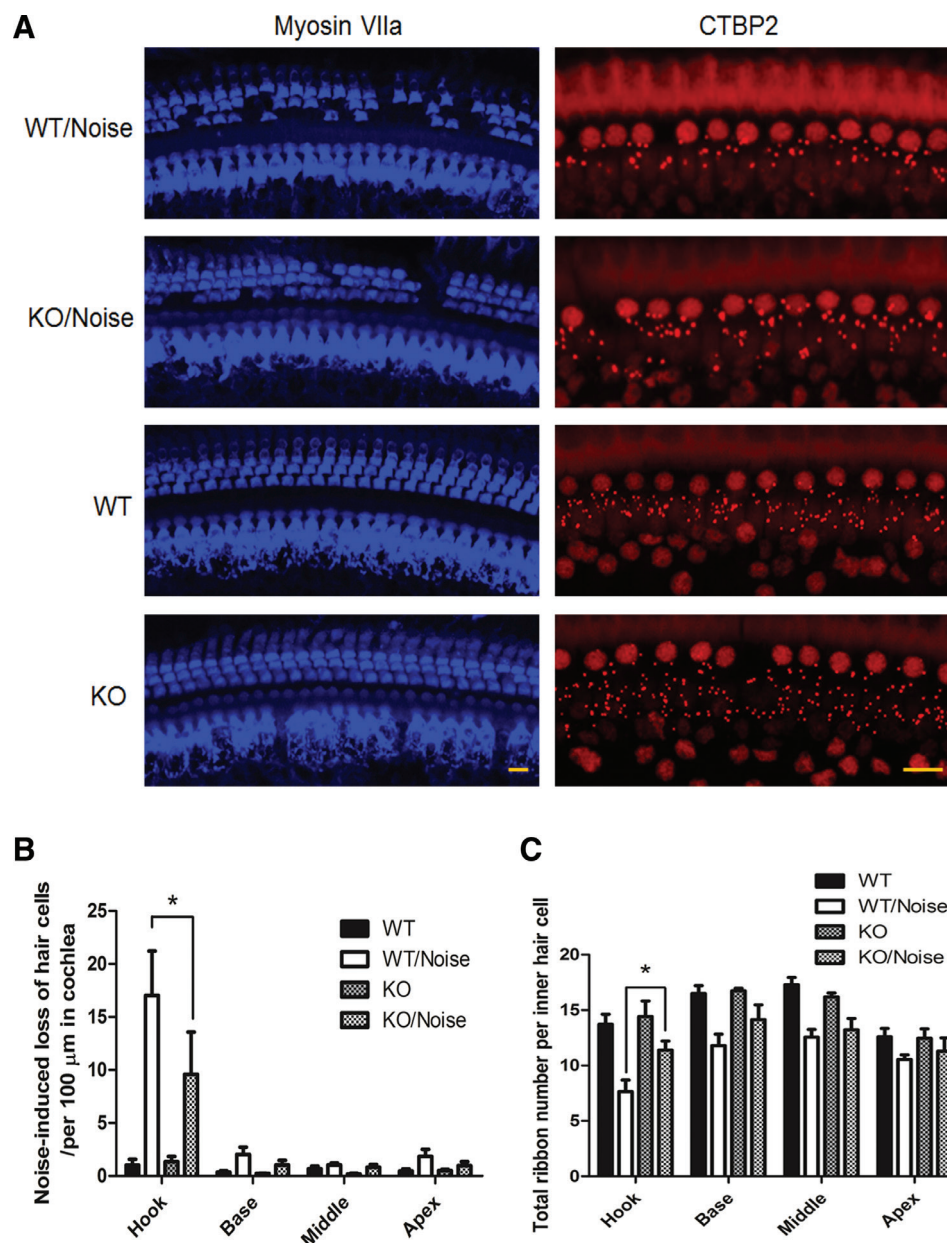 A
Myosin VIIa
CTBP2
WT/Noise
KO/Noise
WT
KO
B
Noise-induced loss of hair cells
/per 100 μm in cochlea
25
20
15
10
5
0
*
WT
WT/Noise
KO
KO/Noise
Hook
Base
Middle
Apex
C
Total ribbon number per inner hair cell
20
15
10
5
0
*
WT
WT/Noise
KO
KO/Noise
Hook
Base
Middle
Apex